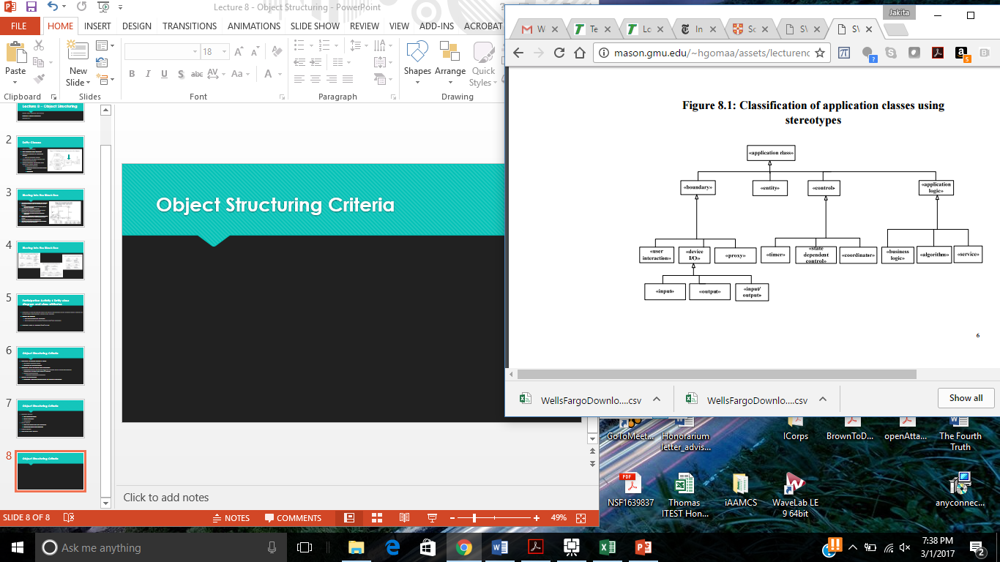 Lecture 8 - Object Structuring - PowerPoint
FILE HOME INSERT DESIGN TRANSITIONS ANIMATIONS SLIDE SHOW REVIEW VIEW ADD-INS ACROBAT
Paste
New
Slide
18
B I U S abc AV Aa A
Shapes Arrange Quick
Styles
Clipboard Slides Font Paragraph Drawing
Lecture 8 - Object Structuring
2
Entity Classes
3
4
5
6
Object Structuring Criteria
7
Object Structuring Criteria
8
Object Structuring Criteria
Object Structuring Criteria
Click to add notes
SLIDE 8 OF 8 NOTES COMMENTS 49%
Jakita
W Te Lo In Sc SV SV
mason.gmu.edu/~hgomaa/assets/lecturenc
Figure 8.1: Classification of application classes using
stereotypes
«application class»
«boundary» «entity» «control» «application
logic»
«user
interaction» «device
I/O» «proxy» «timer» «state
dependent
control» «coordinator» «business
logic» «algorithm» «service»
«input» «output» «input/
output»
6
WellsFargoDownlo....csv WellsFargoDownlo....csv Show all
GoToMeet... Honorarium
letter_advis... ICorps BrownToD... openAtta... The Fourth
Truth
PDF
NSF1639837 Thomas
ITEST Hon... iAAMCS WaveLab LE
9 64bit anyconnec...
Ask me anything
7:38 PM
3/1/2017
2